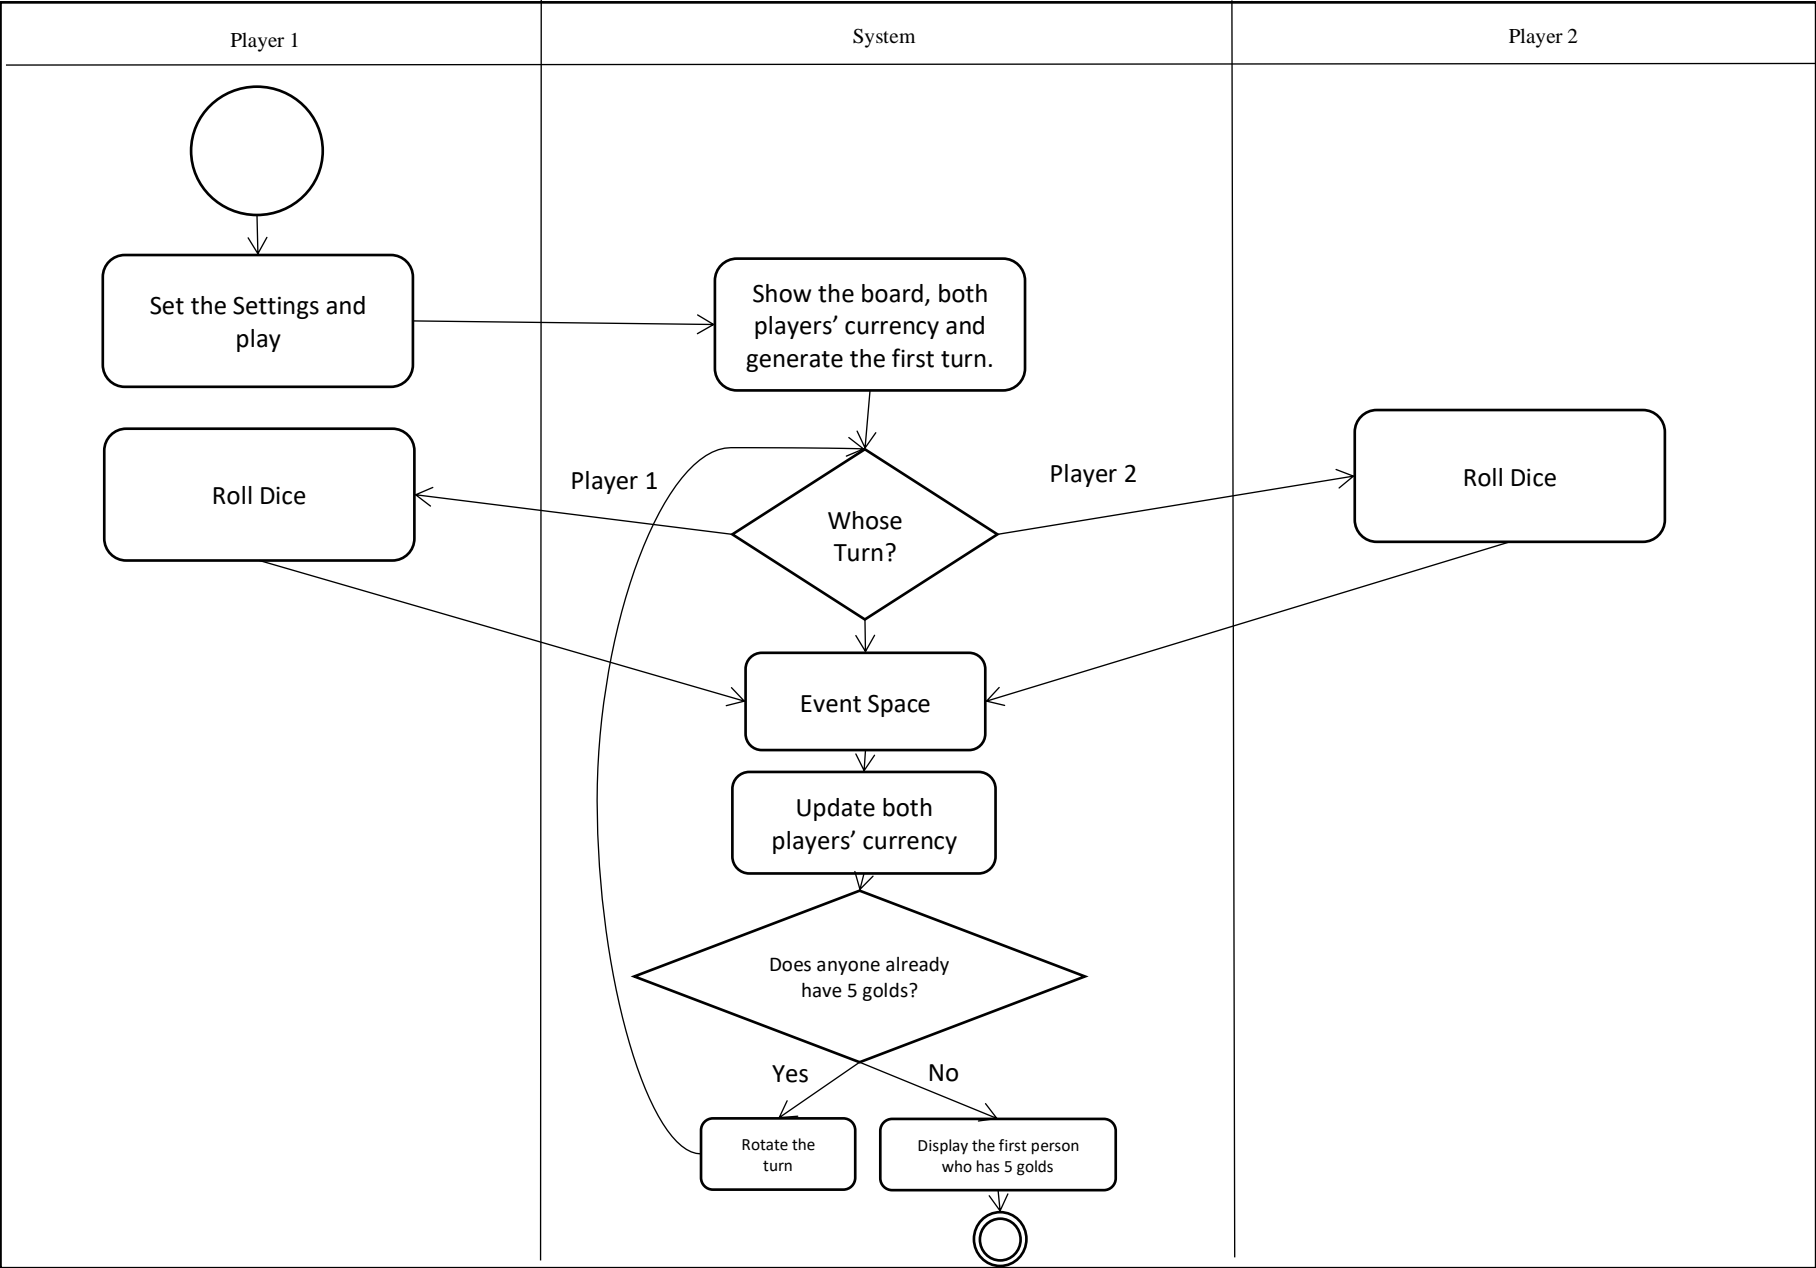 Player 1
System
Player 2
Set the Settings and
play
Show the board, both
players’ currency and
generate the first turn.
Roll Dice
Player 1
Whose
Turn?
Player 2
Roll Dice
Event Space
Update both
players’ currency
Does anyone already
have 5 golds?
Yes
No
Rotate the
turn
Display the first person
who has 5 golds